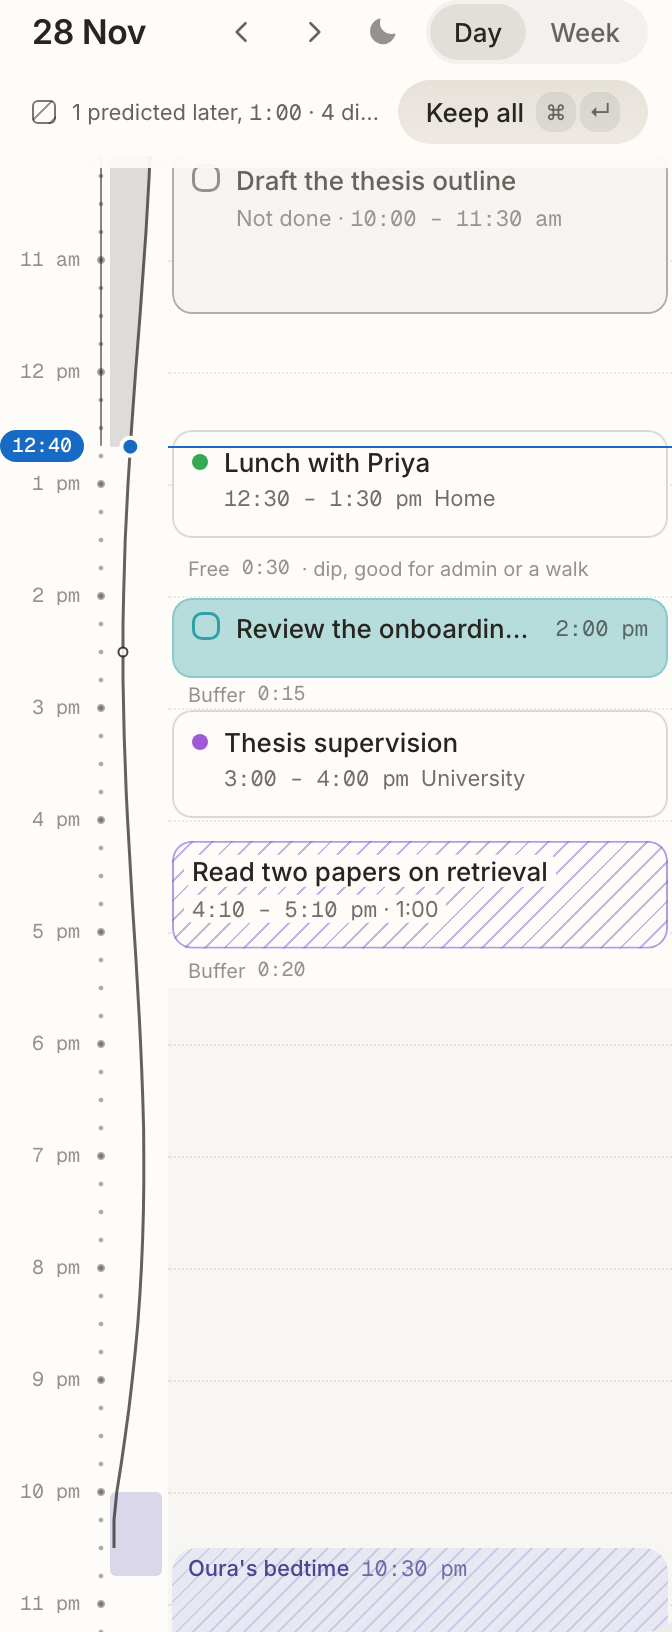 28 Nov
Day Week
1 predicted later, 1:00 · 4 di...
Keep all ⌘ ↵
Draft the thesis outline
Not done · 10:00 – 11:30 am
11 am
12 pm
12:40
Lunch with Priya
1 pm
12:30 – 1:30 pm Home
Free 0:30 · dip, good for admin or a walk
2 pm
Review the onboardin... 2:00 pm
Buffer 0:15
3 pm
Thesis supervision
3:00 – 4:00 pm University
4 pm
Read two papers on retrieval
4:10 – 5:10 pm · 1:00
5 pm
Buffer 0:20
6 pm
7 pm
8 pm
9 pm
10 pm
Oura's bedtime 10:30 pm
11 pm